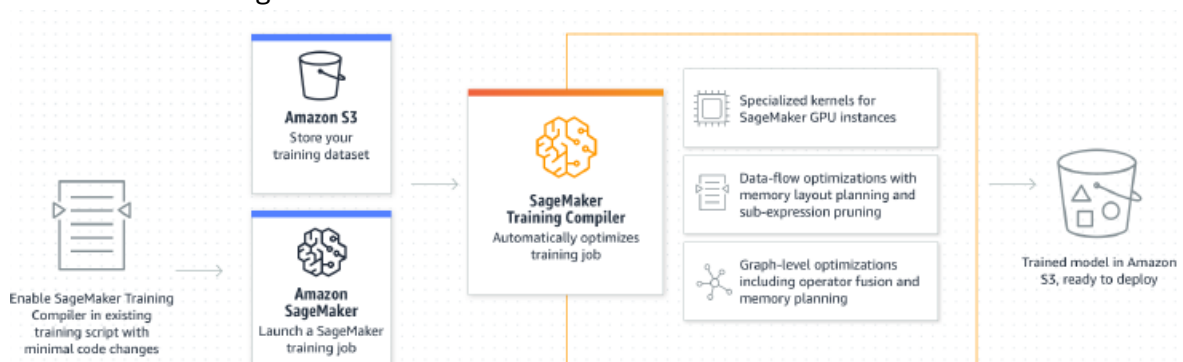 Enable SageMaker Training
Compiler in existing
training script with
minimal code changes
Amazon S3
Store your
training dataset
Amazon
SageMaker
Launch a SageMaker
training job
SageMaker
Training Compiler
Automatically optimizes
training job
Specialized kernels for
SageMaker GPU instances
Data-flow optimizations with
memory layout planning and
sub-expression pruning
Graph-level optimizations
including operator fusion and
memory planning
Trained model in Amazon
S3, ready to deploy